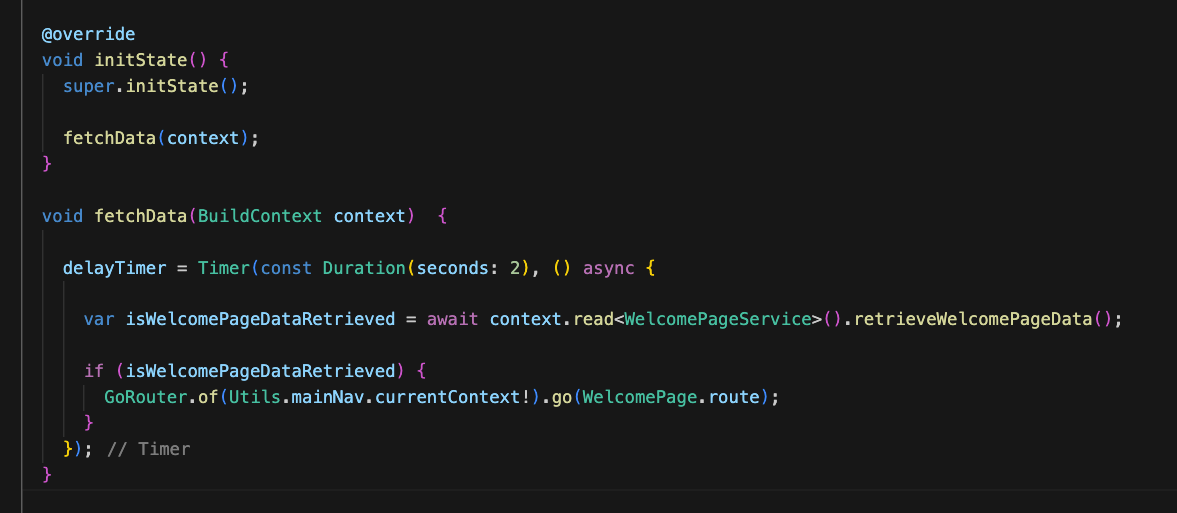 @override
void initState() {
super.initState();
fetchData(context);
}
void fetchData(BuildContext context)  {
delayTimer = Timer(const Duration(seconds: 2), () async {
var isWelcomePageDataRetrieved = await context.read<WelcomePageService>().retrieveWelcomePageData();
if (isWelcomePageDataRetrieved) {
GoRouter.of(Utils.mainNav.currentContext!).go(WelcomePage.route);
}
}); // Timer
}